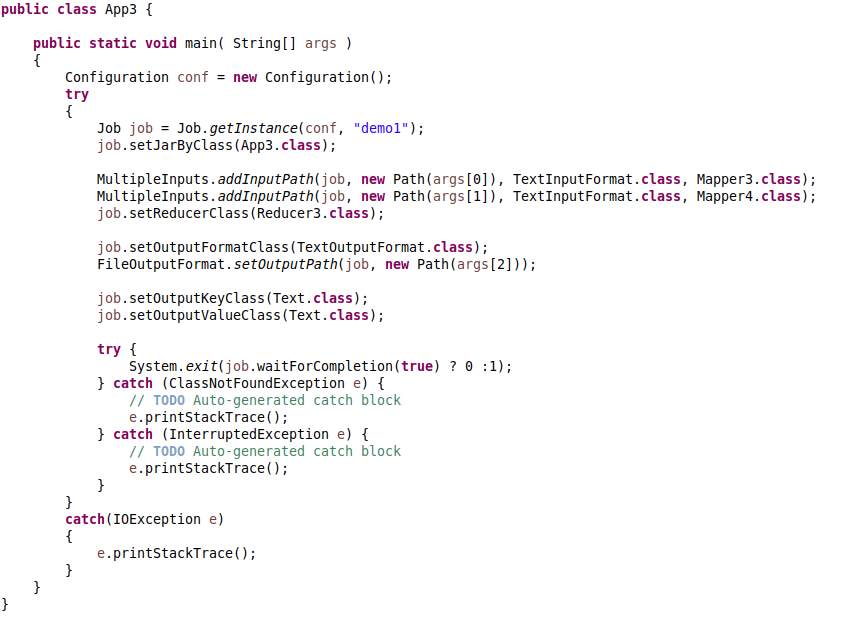 public class App3 {
    public static void main( String[] args )
    {
        Configuration conf = new Configuration();
        try
        {
            Job job = Job.getInstance(conf, "demo1");
            job.setJarByClass(App3.class);
            MultipleInputs.addInputPath(job, new Path(args[0]), TextInputFormat.class, Mapper3.class);
            MultipleInputs.addInputPath(job, new Path(args[1]), TextInputFormat.class, Mapper4.class);
            job.setReducerClass(Reducer3.class);
            job.setOutputFormatClass(TextOutputFormat.class);
            FileOutputFormat.setOutputPath(job, new Path(args[2]));
            job.setOutputKeyClass(Text.class);
            job.setOutputValueClass(Text.class);
            try {
                System.exit(job.waitForCompletion(true) ? 0 :1);
            } catch (ClassNotFoundException e) {
                // TODO Auto-generated catch block
                e.printStackTrace();
            } catch (InterruptedException e) {
                // TODO Auto-generated catch block
                e.printStackTrace();
            }
        }
        catch(IOException e)
        {
            e.printStackTrace();
        }
    }
}